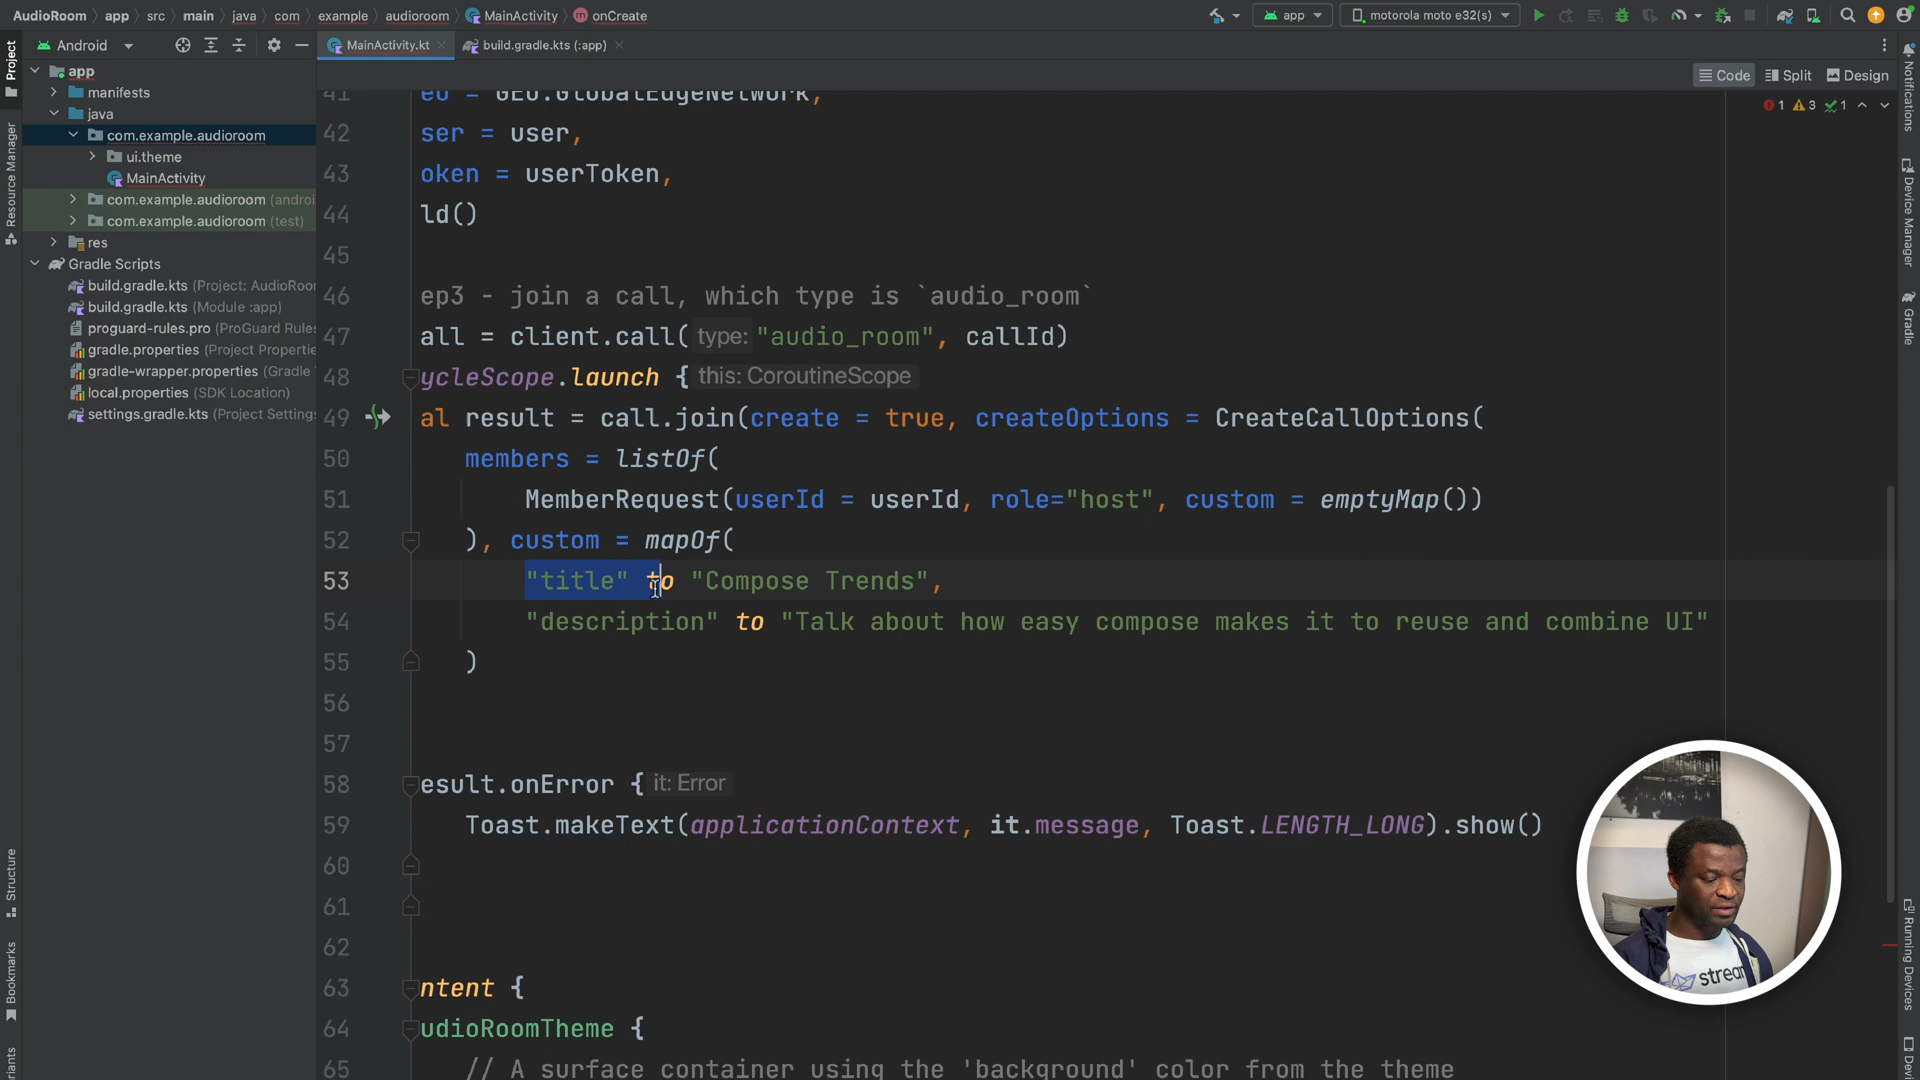 AudioRoom app src main java com example audioroom MainActivity onCreate
app motorola moto e32(s)
Android
MainActivity.kt build.gradle.kts (:app)
Code Split Design
1 3 1
Project
Resource Manager
Structure
Bookmarks
app
manifests
java
com.example.audioroom
ui.theme
MainActivity
com.example.audioroom (androi
com.example.audioroom (test)
res
Gradle Scripts
build.gradle.kts (Project: AudioRoo
build.gradle.kts (Module :app)
proguard-rules.pro (ProGuard Rules
gradle.properties (Project Propertie
gradle-wrapper.properties (Gradle
local.properties (SDK Location)
settings.gradle.kts (Project Settings
41 eo = GEO.GlobalEdgeNetwork,
42 ser = user,
43 oken = userToken,
44 ld()
45
46 ep3 - join a call, which type is `audio_room`
47 all = client.call( type: "audio_room", callId)
48 ycleScope.launch { this: CoroutineScope
49 al result = call.join(create = true, createOptions = CreateCallOptions(
50 members = listOf(
51 MemberRequest(userId = userId, role="host", custom = emptyMap())
52 ), custom = mapOf(
53 "title" to "Compose Trends",
54 "description" to "Talk about how easy compose makes it to reuse and combine UI"
55 )
56
57
58 esult.onError { it: Error
59 Toast.makeText(applicationContext, it.message, Toast.LENGTH_LONG).show()
60
61
62
63 ntent {
64 udioRoomTheme {
65 // A surface container using the 'background' color from the theme
Notifications
Device Manager
Gradle
Running Devices
stream